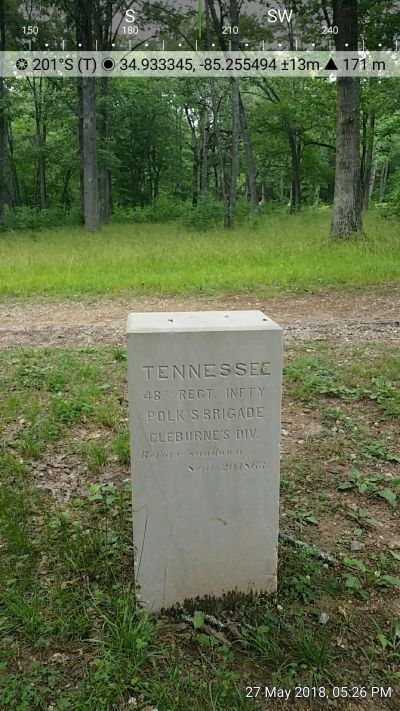 S SW
150 180 210 240
201°S (T) 34.933345, -85.255494 ±13m ▲ 171 m
TENNESSEE
48TH REGT. INFTY
POLK'S BRIGADE
CLEBURNE'S DIV.
Before sundown
Sept. 20.1863.
27 May 2018, 05:26 PM